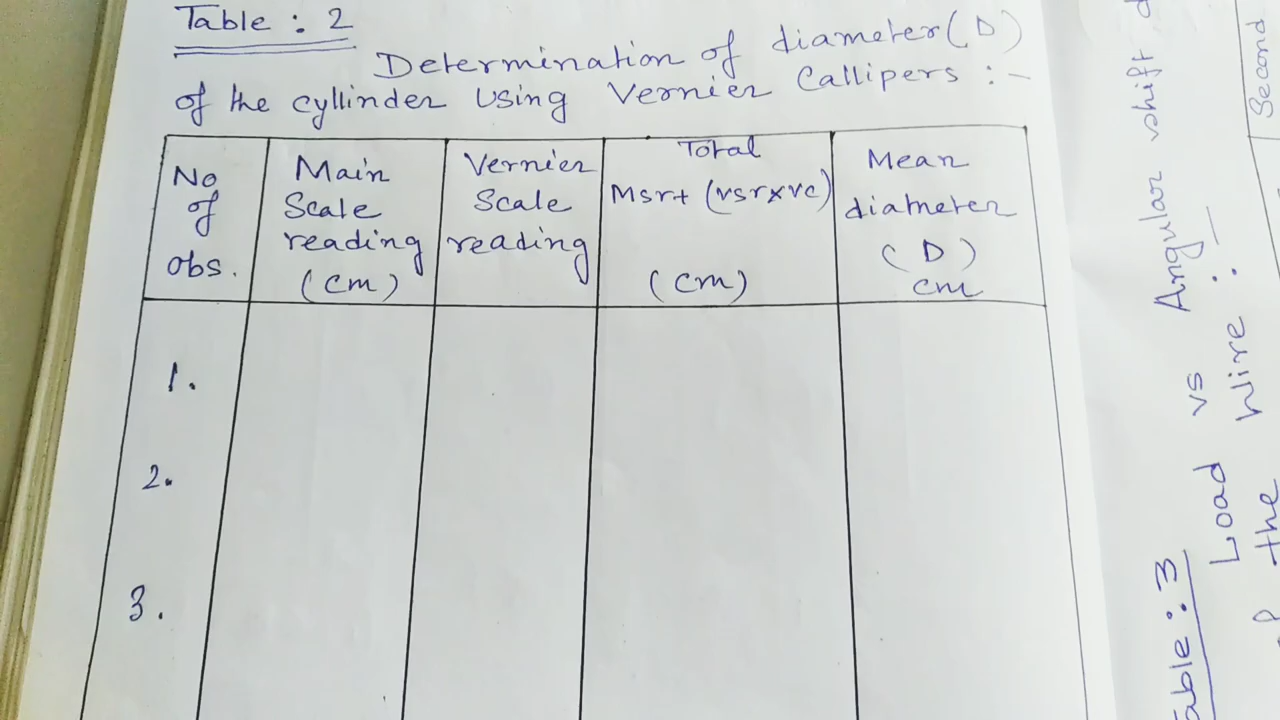 Table : 2
Determination of diameter (D)
of the cyllinder using Vernier Callipers : -
No
of
obs.
Main
Scale
reading
(cm)
Vernier
Scale
reading
Total
Msr+ (vsr×vc)
(cm)
Mean
diameter
(D)
cm
1.
2.
3.
able : 3
Load vs Angular shift
the Wire : -
Second